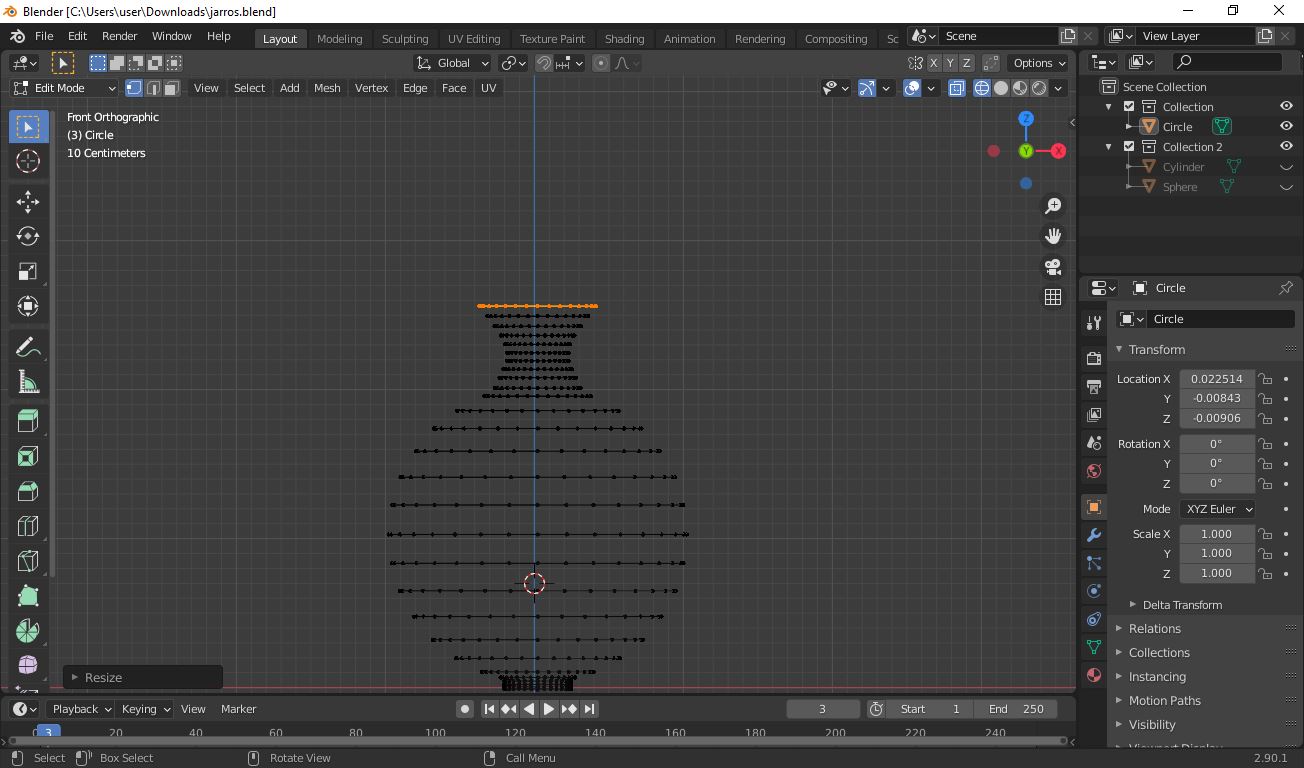 Blender [C:\Users\user\Downloads\jarros.blend]
File Edit Render Window Help Layout Modeling Sculpting UV Editing Texture Paint Shading Animation Rendering Compositing Sc Scene View Layer
Global X Y Z Options
Edit Mode View Select Add Mesh Vertex Edge Face UV
Front Orthographic
(3) Circle
10 Centimeters
Z
Y
X
Resize
Scene Collection
Collection
Circle
Collection 2
Cylinder
Sphere
Circle
Circle
Transform
Location X 0.022514
Y -0.00843
Z -0.00906
Rotation X 0°
Y 0°
Z 0°
Mode XYZ Euler
Scale X 1.000
Y 1.000
Z 1.000
Delta Transform
Relations
Collections
Instancing
Motion Paths
Visibility
Viewport Display
Playback Keying View Marker 3 Start 1 End 250
3 20 40 60 80 100 120 140 160 180 200 220 240
Select Box Select Rotate View Call Menu 2.90.1